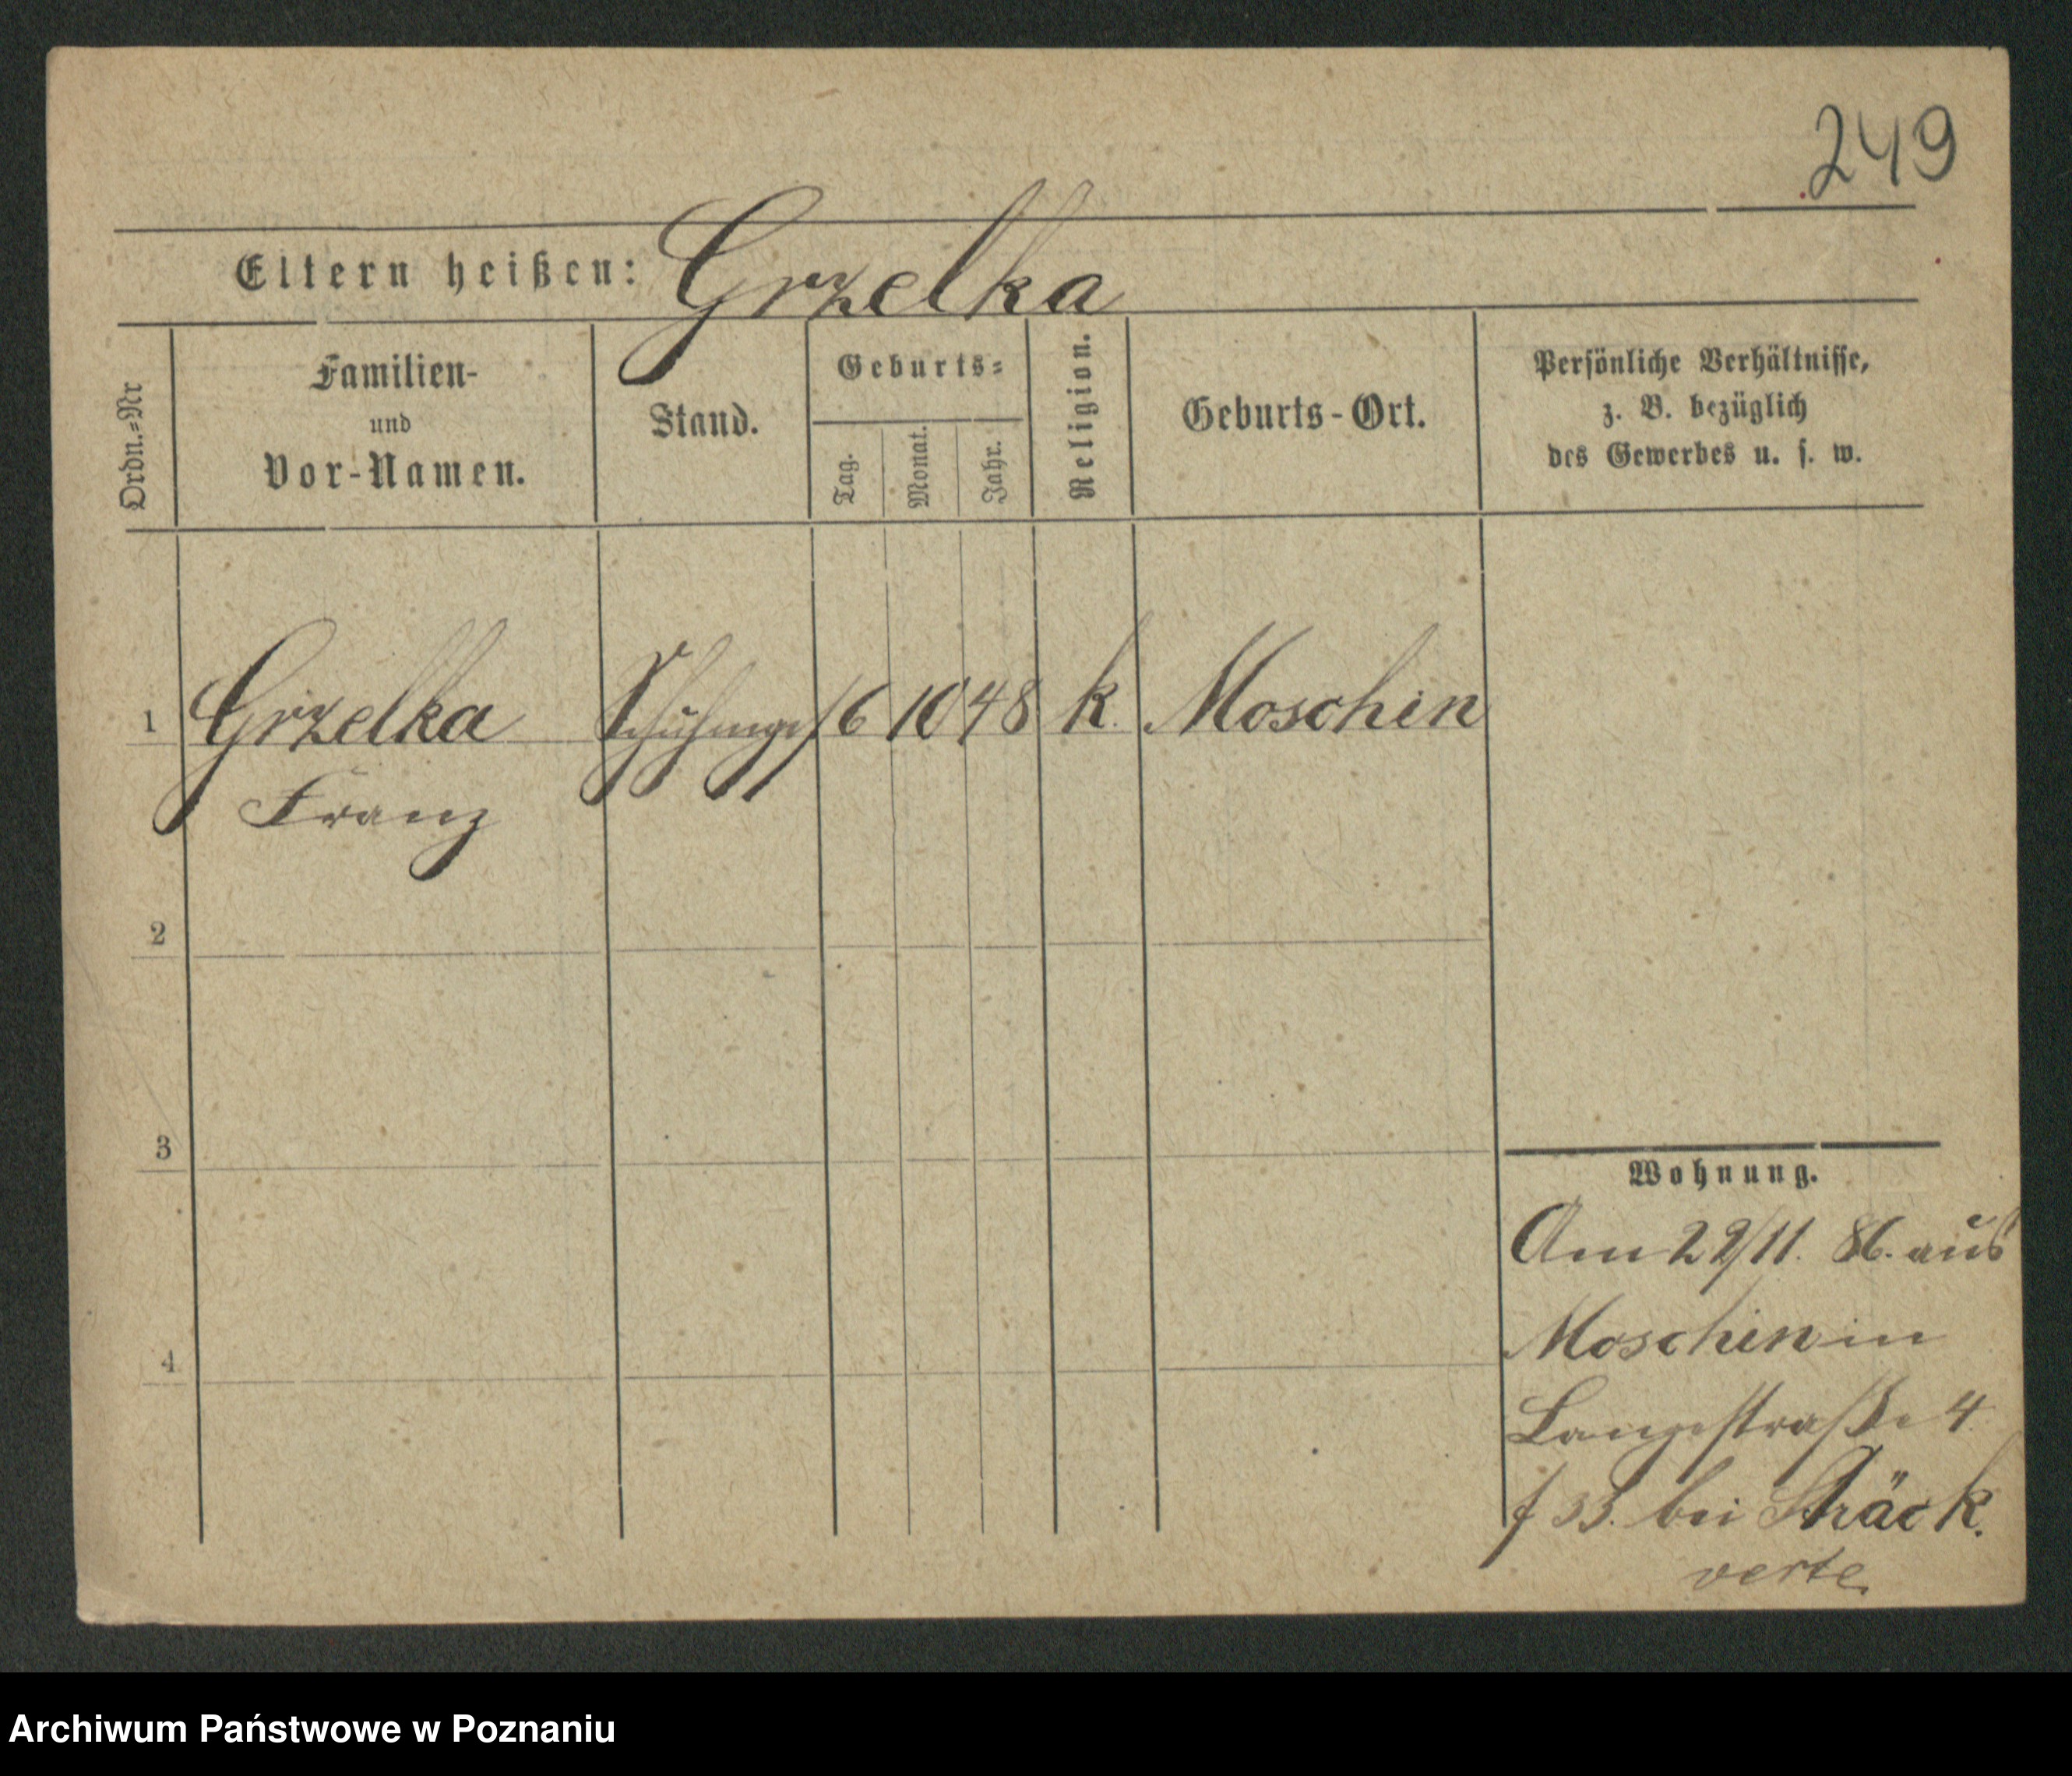 249
Eltern heißen: Grzelka
Ordn.=Nr
Familien-
und
Vor-Namen.
Stand.
Geburts=
Tag.
Monat.
Jahr.
Religion.
Geburts-Ort.
Persönliche Verhältnisse,
z. B. bezüglich
des Gewerbes u. s. w.
1 Grzelka 6 10 48 k. Moschin
Franz
2
3
4
Wohnung.
Am 22/11. 86. aus
Moschin in
Langestraße 4
bei
verte.
Archiwum Państwowe w Poznaniu